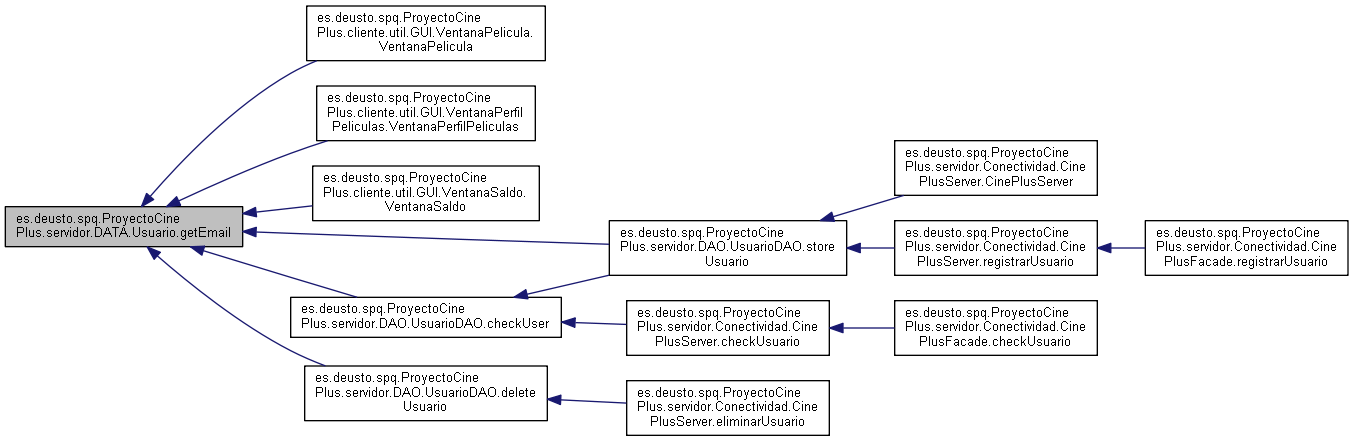 es.deusto.spq.ProyectoCine
Plus.cliente.util.GUI.VentanaPelicula.
VentanaPelicula
es.deusto.spq.ProyectoCine
Plus.cliente.util.GUI.VentanaPerfil
Peliculas.VentanaPerfilPeliculas
es.deusto.spq.ProyectoCine
Plus.cliente.util.GUI.VentanaSaldo.
VentanaSaldo
es.deusto.spq.ProyectoCine
Plus.servidor.DATA.Usuario.getEmail
es.deusto.spq.ProyectoCine
Plus.servidor.DAO.UsuarioDAO.store
Usuario
es.deusto.spq.ProyectoCine
Plus.servidor.Conectividad.Cine
PlusServer.CinePlusServer
es.deusto.spq.ProyectoCine
Plus.servidor.Conectividad.Cine
PlusServer.registrarUsuario
es.deusto.spq.ProyectoCine
Plus.servidor.Conectividad.Cine
PlusFacade.registrarUsuario
es.deusto.spq.ProyectoCine
Plus.servidor.DAO.UsuarioDAO.checkUser
es.deusto.spq.ProyectoCine
Plus.servidor.Conectividad.Cine
PlusServer.checkUsuario
es.deusto.spq.ProyectoCine
Plus.servidor.Conectividad.Cine
PlusFacade.checkUsuario
es.deusto.spq.ProyectoCine
Plus.servidor.DAO.UsuarioDAO.delete
Usuario
es.deusto.spq.ProyectoCine
Plus.servidor.Conectividad.Cine
PlusServer.eliminarUsuario